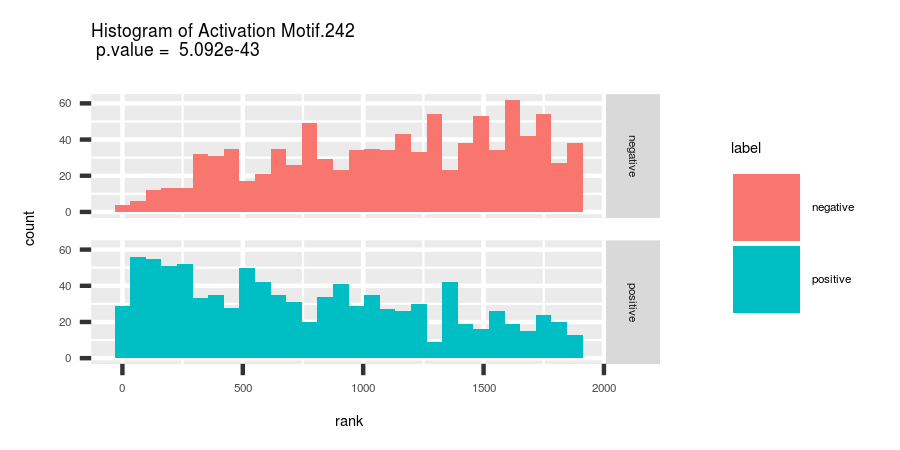 Histogram of Activation Motif.242
p.value =  5.092e-43
count
60
40
20
0
negative
60
40
20
0
positive
0 500 1000 1500 2000
rank
label
negative
positive